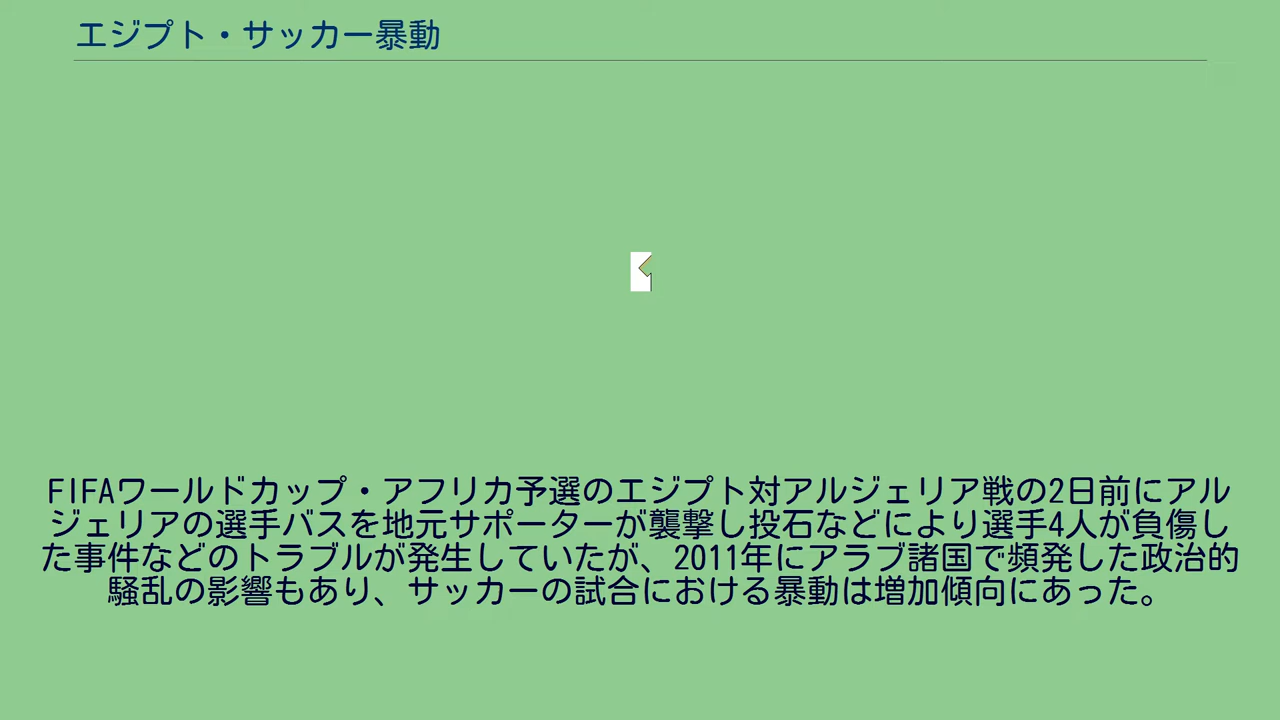 エジプト・サッカー暴動
FIFAワールドカップ・アフリカ予選のエジプト対アルジェリア戦の2日前にアル
ジェリアの選手バスを地元サポーターが襲撃し投石などにより選手4人が負傷し
た事件などのトラブルが発生していたが、2011年にアラブ諸国で頻発した政治的
騒乱の影響もあり、サッカーの試合における暴動は増加傾向にあった。